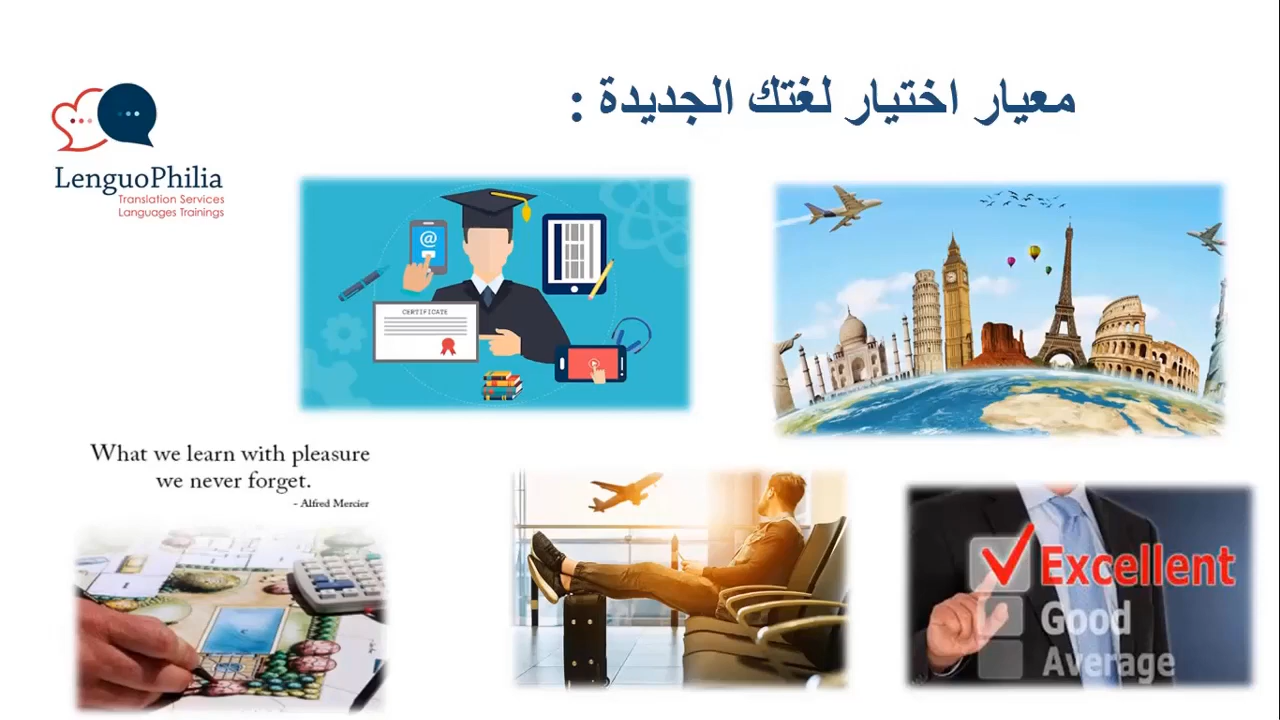 معيار اختيار لغتك الجديدة :
LenguoPhilia
Translation Services
Languages Trainings
@
CERTIFICATE
What we learn with pleasure
we never forget.
- Alfred Mercier
Excellent
Good
Average